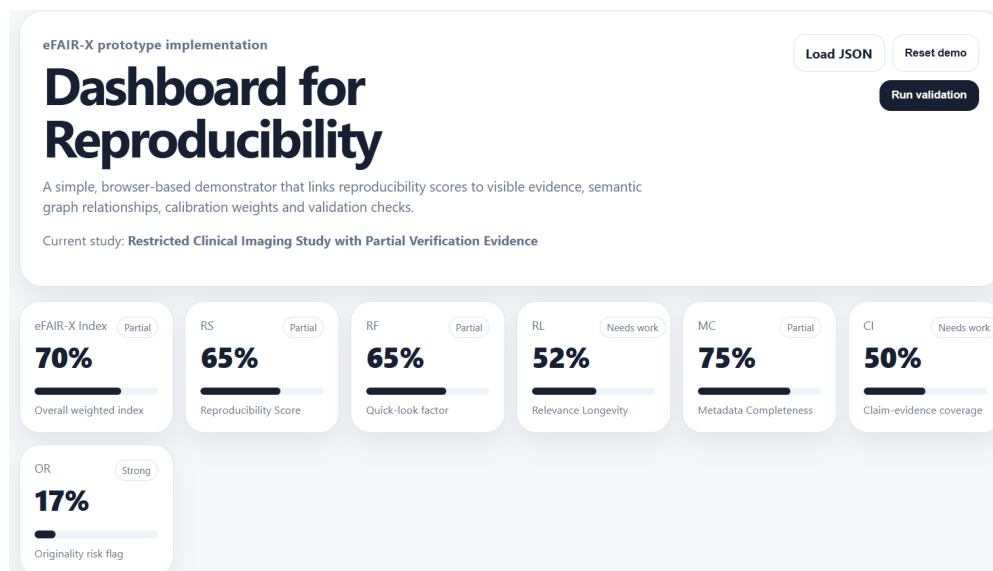 eFAIR-X prototype implementation
Load JSON
Reset demo
Dashboard for
Reproducibility
Run validation
A simple, browser-based demonstrator that links reproducibility scores to visible evidence, semantic
graph relationships, calibration weights and validation checks.
Current study: Restricted Clinical Imaging Study with Partial Verification Evidence
eFAIR-X Index
Partial
70%
Overall weighted index
RS
Partial
65%
Reproducibility Score
RF
Partial
65%
Quick-look factor
RL
Needs work
52%
Relevance Longevity
MC
Partial
75%
Metadata Completeness
CI
Needs work
50%
Claim-evidence coverage
OR
Strong
17%
Originality risk flag